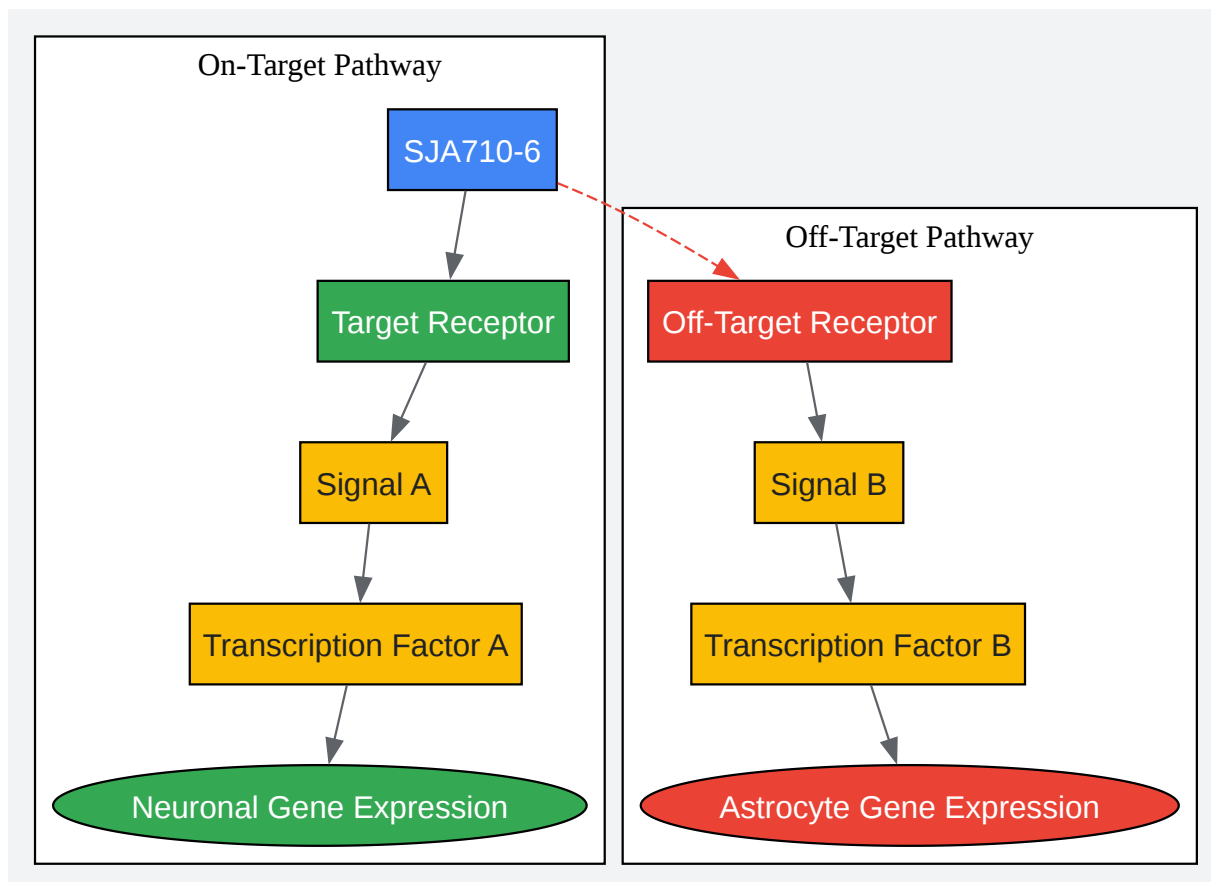 On-Target Pathway
SJA710-6
Target Receptor
Signal A
Transcription Factor A
Neuronal Gene Expression
Off-Target Pathway
Off-Target Receptor
Signal B
Transcription Factor B
Astrocyte Gene Expression